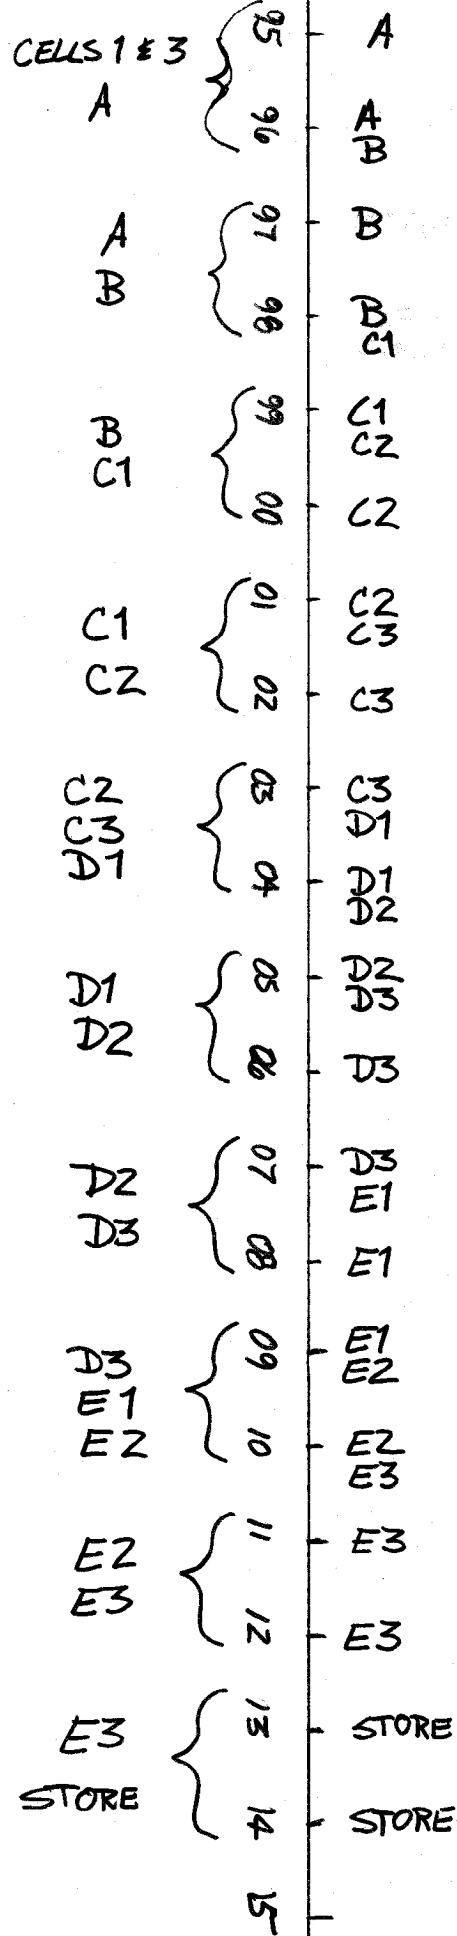 CELLS 1 & 3
A
95 A
96 A
B
A
B
97 B
98 B
C1
B
C1
99 C1
C2
00 C2
C1
C2
01 C2
C3
02 C3
C2
C3
D1
03 C3
D1
04 D1
D2
D1
D2
05 D2
D3
06 D3
D2
D3
07 D3
E1
08 E1
D3
E1
E2
09 E1
E2
10 E2
E3
E2
E3
11 E3
12 E3
E3
STORE
13 STORE
14 STORE
15